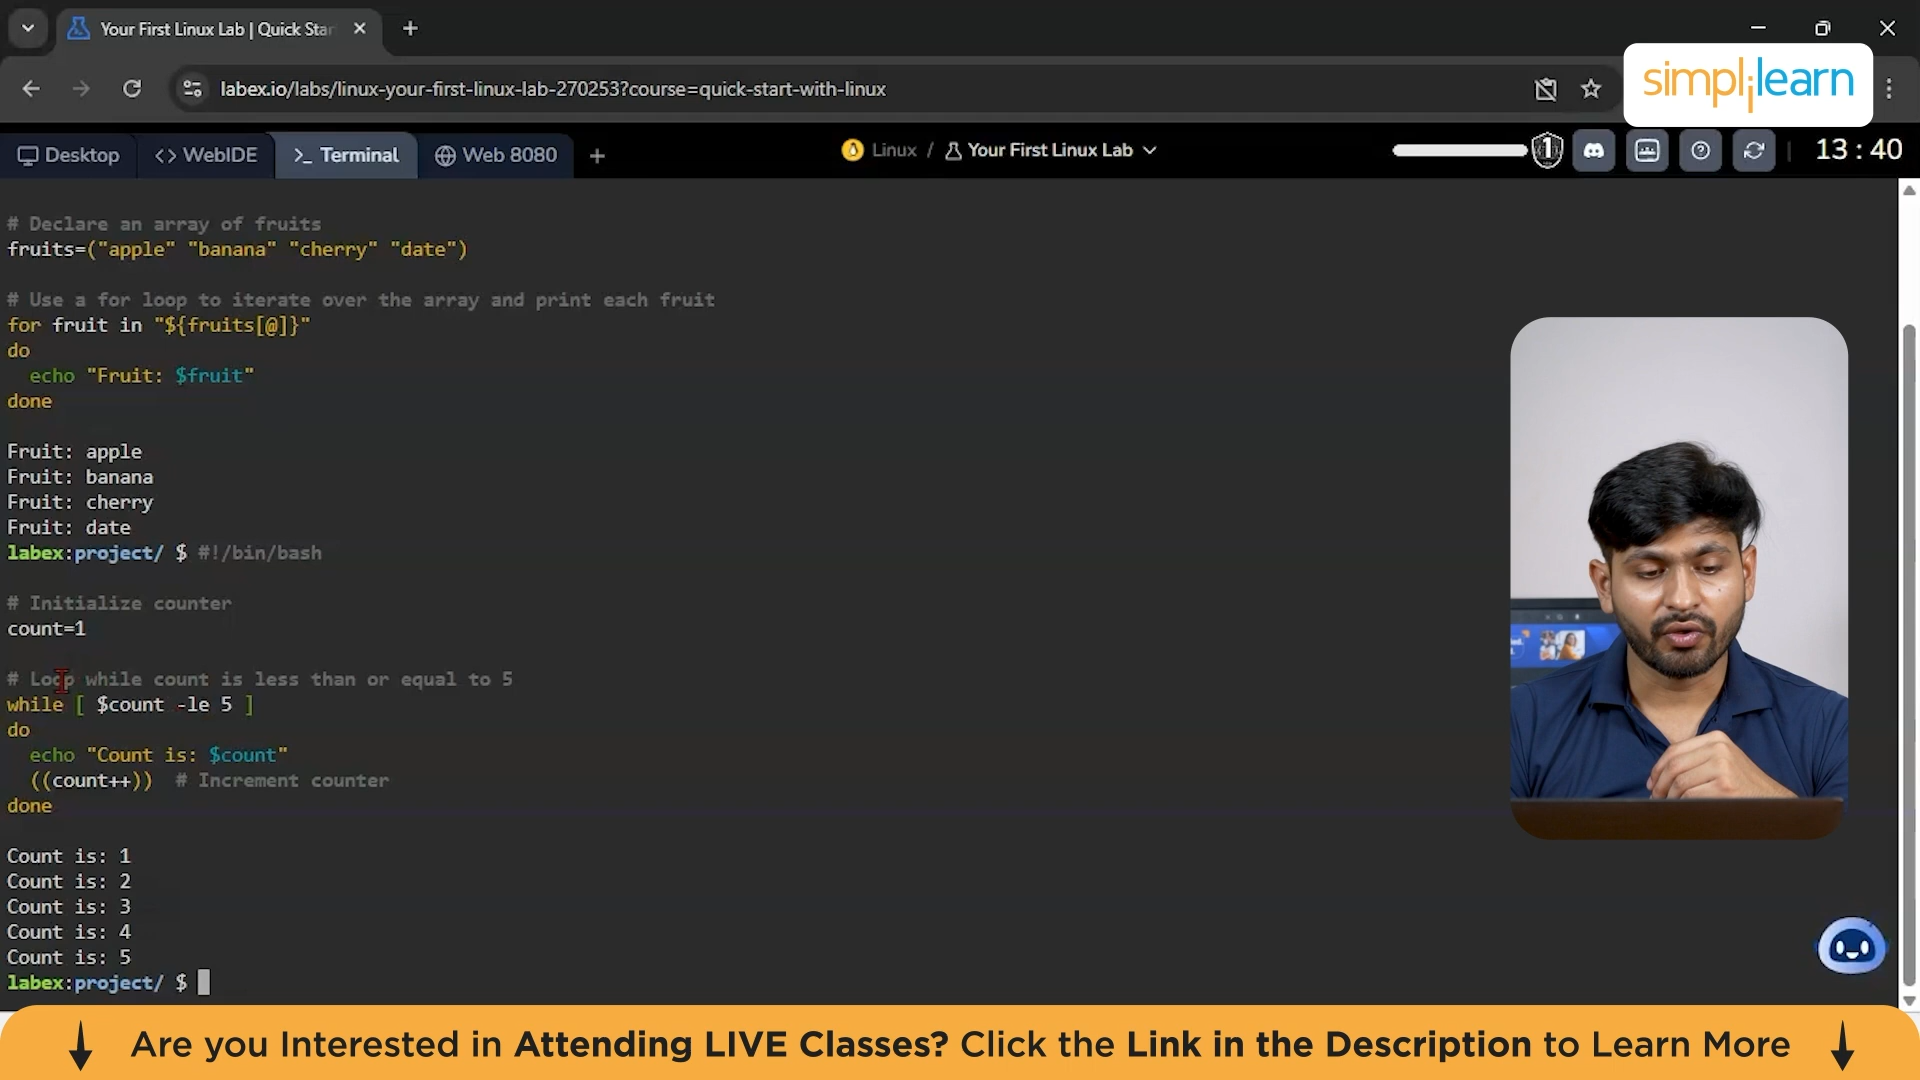 Your First Linux Lab | Quick Star
labex.io/labs/linux-your-first-linux-lab-270253?course=quick-start-with-linux
simplilearn
Desktop
<> WebIDE
>_ Terminal
Web 8080
Linux / Your First Linux Lab
1
13 : 40
# Declare an array of fruits
fruits=("apple" "banana" "cherry" "date")
# Use a for loop to iterate over the array and print each fruit
for fruit in "${fruits[@]}"
do
echo "Fruit: $fruit"
done
Fruit: apple
Fruit: banana
Fruit: cherry
Fruit: date
labex:project/ $ #!/bin/bash
# Initialize counter
count=1
# Loop while count is less than or equal to 5
while [ $count -le 5 ]
do
echo "Count is: $count"
((count++))  # Increment counter
done
Count is: 1
Count is: 2
Count is: 3
Count is: 4
Count is: 5
labex:project/ $
Are you Interested in Attending LIVE Classes? Click the Link in the Description to Learn More